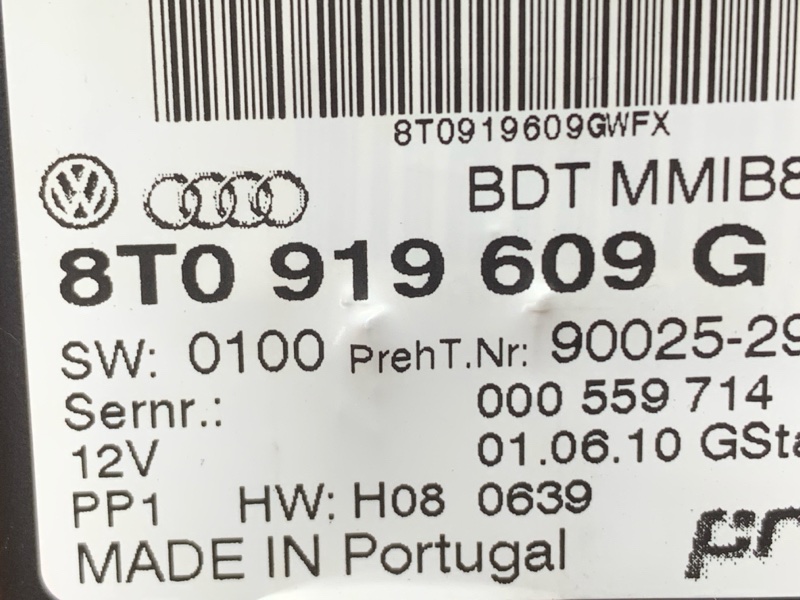 8T0919609GWFX
BDT MMIB8
8T0 919 609 G
SW: 0100 PrehT.Nr: 90025-29
Sernr.: 000 559 714
12V 01.06.10 GSta
PP1 HW: H08 0639
MADE IN Portugal